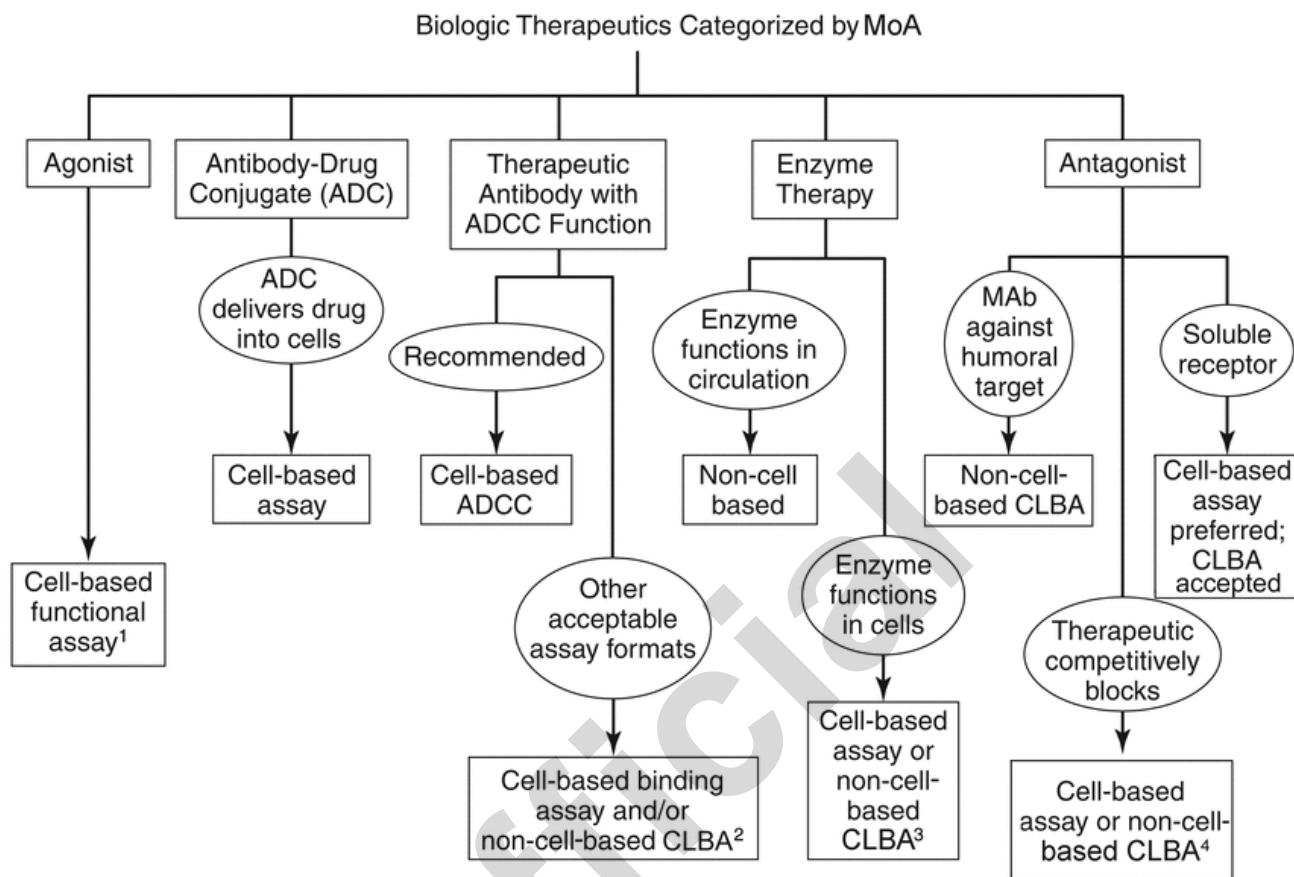 Biologic Therapeutics Categorized by MoA
Agonist
Antibody-Drug
Conjugate (ADC)
Therapeutic
Antibody with
ADCC Function
Enzyme
Therapy
Antagonist
ADC
delivers drug
into cells
Recommended
Enzyme
functions in
circulation
MAb
against
humoral
target
Soluble
receptor
Cell-based
assay
Cell-based
ADCC
Non-cell
based
Non-cell-
based CLBA
Cell-based
assay
preferred;
CLBA
accepted
Cell-based
functional
assay¹
Other
acceptable
assay formats
Enzyme
functions
in cells
Therapeutic
competitively
blocks
Cell-based binding
assay and/or
non-cell-based CLBA²
Cell-based
assay or
non-cell-
based
CLBA³
Cell-based
assay or non-cell-
based CLBA⁴
fficial